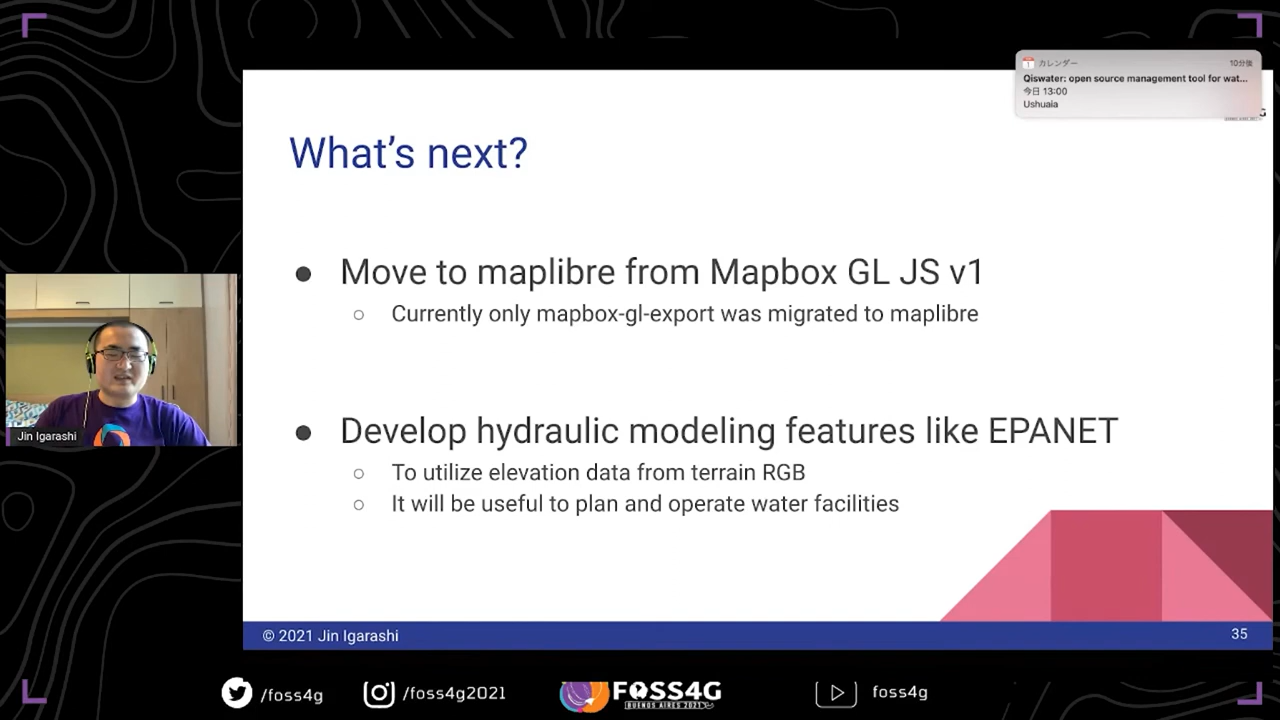 カレンダー 10分後
Qiswater: open source management tool for wat...
今日 13:00
Ushuaia
What's next?
● Move to maplibre from Mapbox GL JS v1
○ Currently only mapbox-gl-export was migrated to maplibre
● Develop hydraulic modeling features like EPANET
○ To utilize elevation data from terrain RGB
○ It will be useful to plan and operate water facilities
Jin Igarashi
© 2021 Jin Igarashi
35
/foss4g
/foss4g2021
FOSS4G
BUENOS AIRES 2021
foss4g